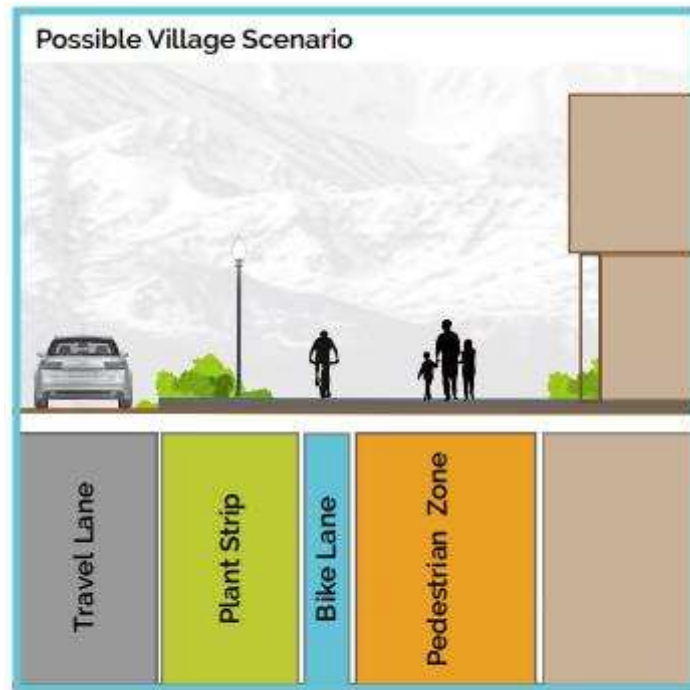 Possible Village Scenario
Travel Lane
Plant Strip
Bike Lane
Pedestrian Zone